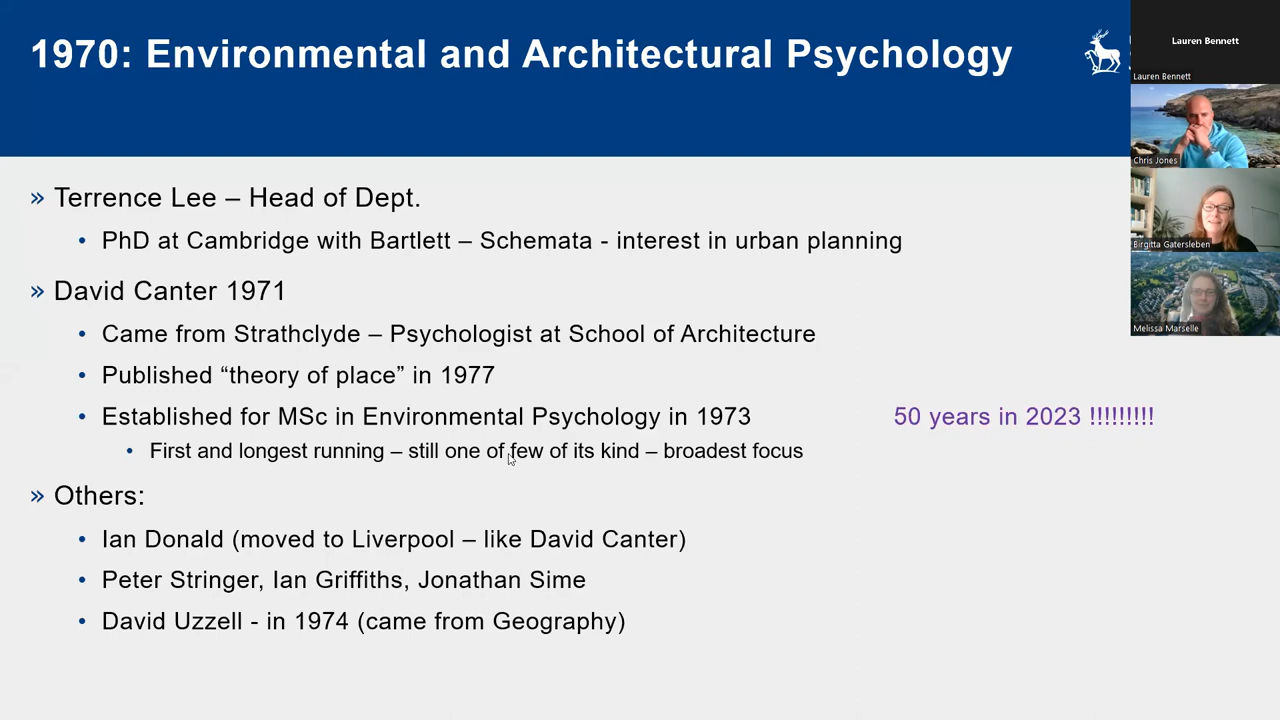 1970: Environmental and Architectural Psychology
» Terrence Lee – Head of Dept.
• PhD at Cambridge with Bartlett – Schemata - interest in urban planning
» David Canter 1971
• Came from Strathclyde – Psychologist at School of Architecture
• Published “theory of place” in 1977
• Established for MSc in Environmental Psychology in 1973
50 years in 2023 !!!!!!!!!
• First and longest running – still one of few of its kind – broadest focus
» Others:
• Ian Donald (moved to Liverpool – like David Canter)
• Peter Stringer, Ian Griffiths, Jonathan Sime
• David Uzzell - in 1974 (came from Geography)
Lauren Bennett
Lauren Bennett
Chris Jones
Birgitta Gatersleben
Melissa Marselle